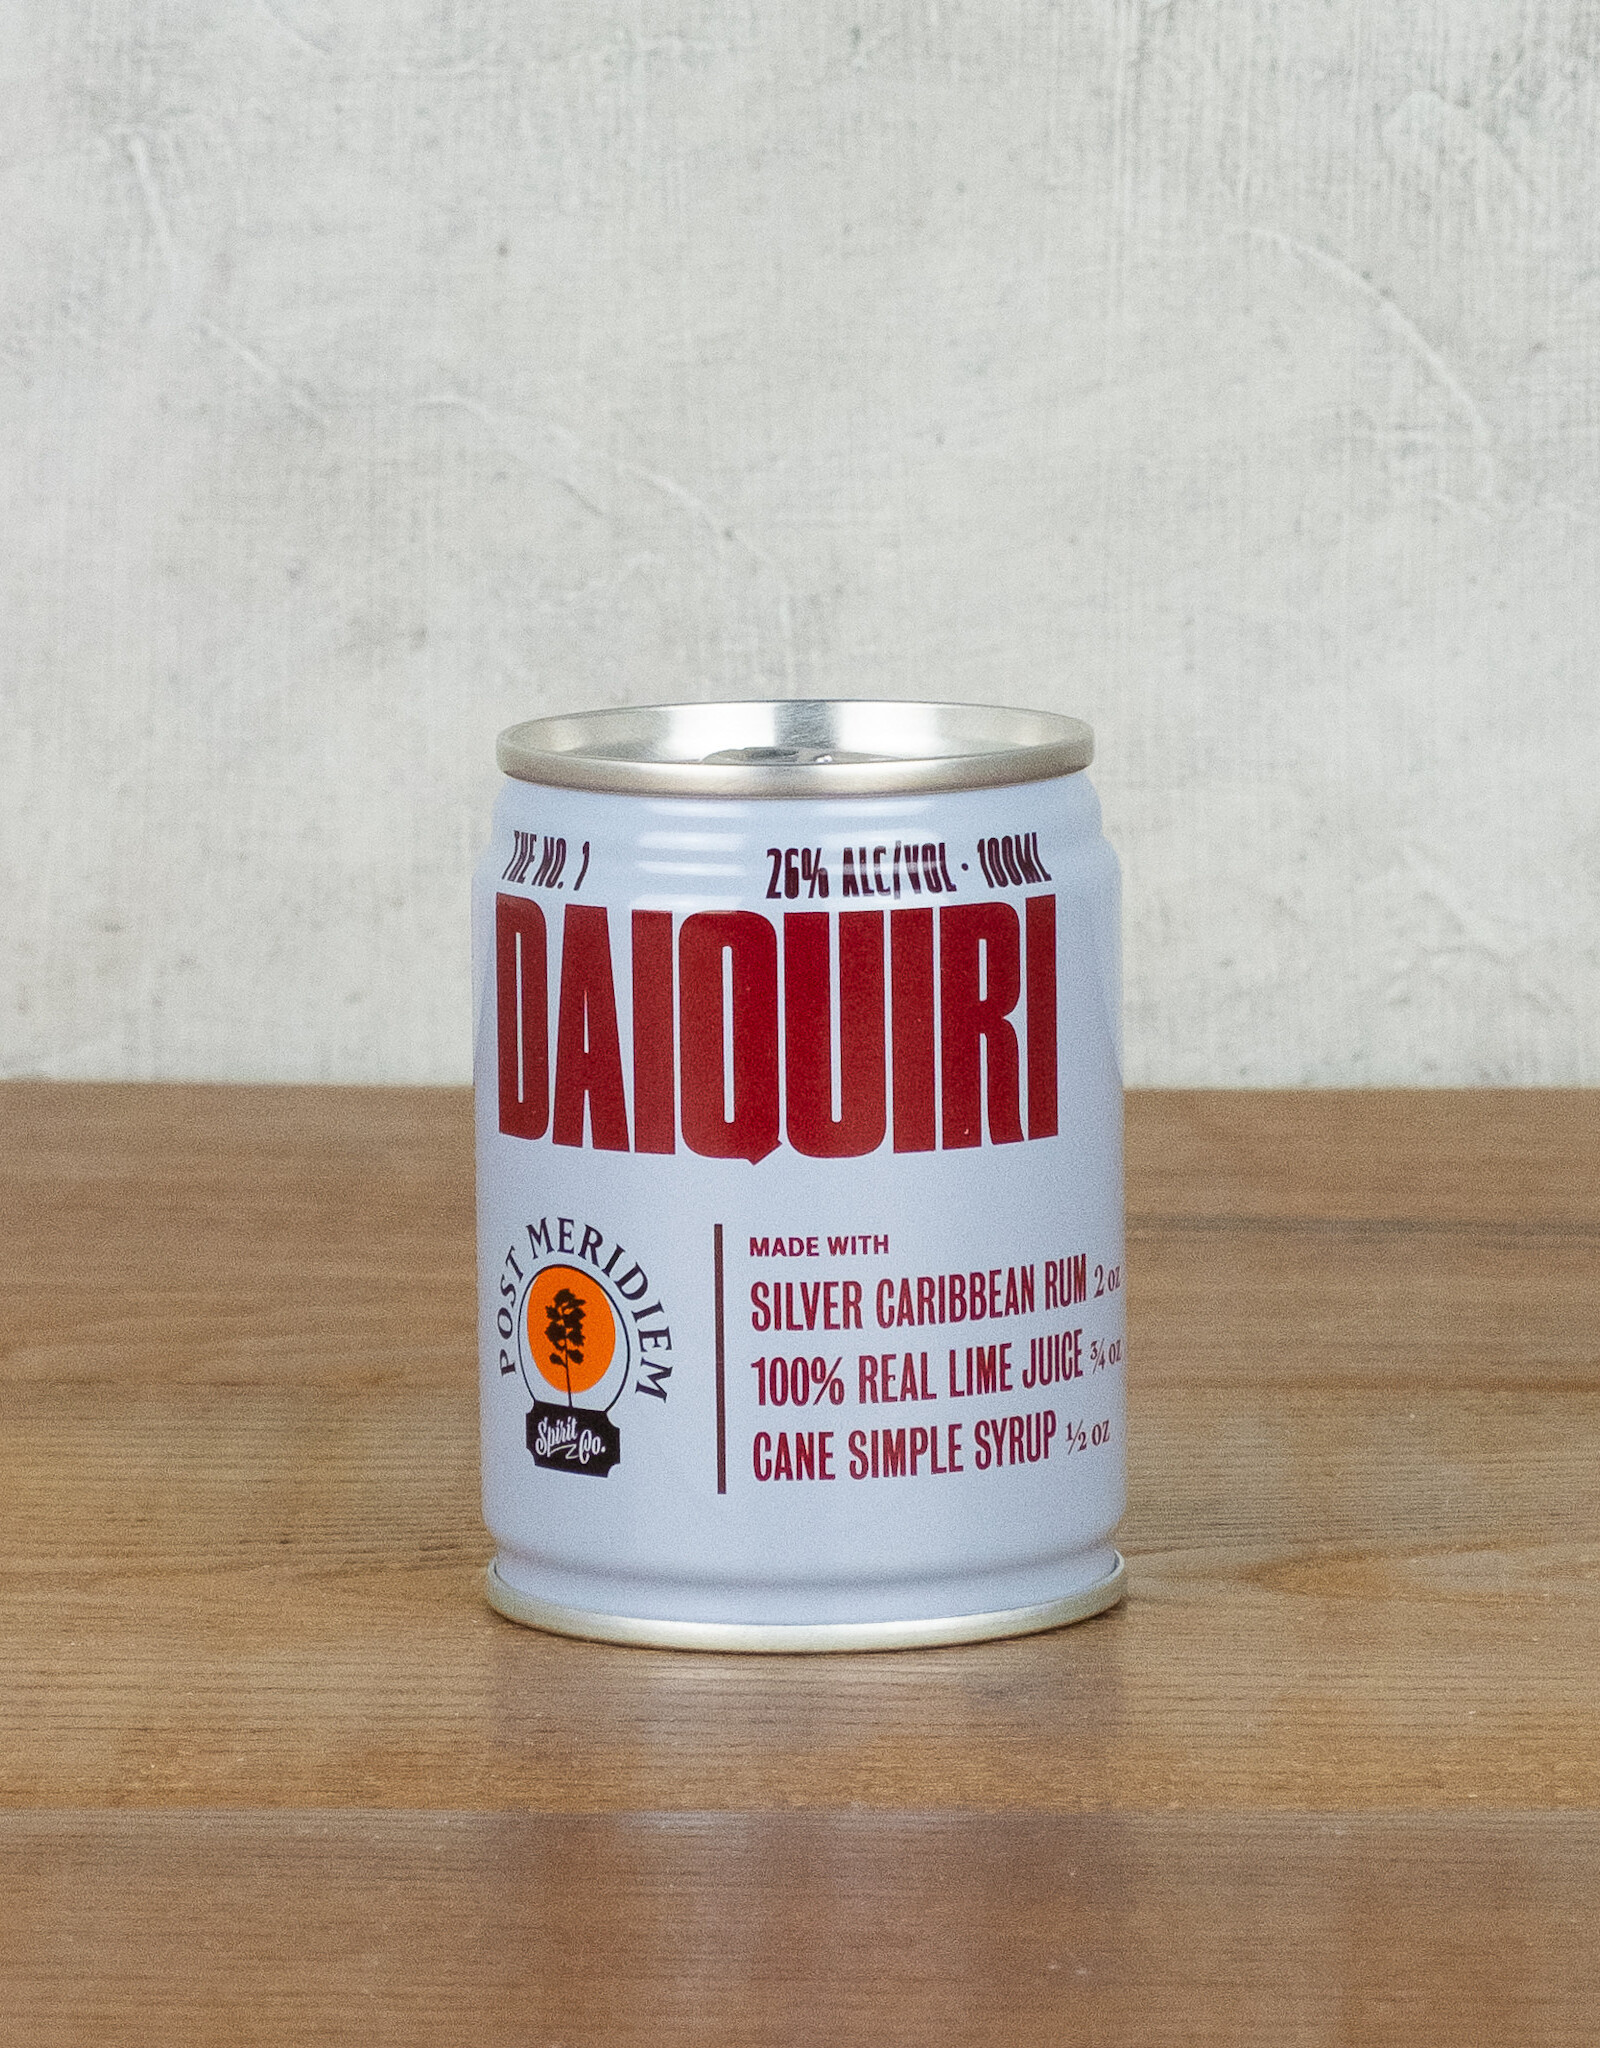 THE NO. 1
26% ALC/VOL · 100ML
DAIQUIRI
POST MERIDIEM
Spirit Co.
MADE WITH
SILVER CARIBBEAN RUM 2 oz
100% REAL LIME JUICE ¾ oz
CANE SIMPLE SYRUP ½ oz